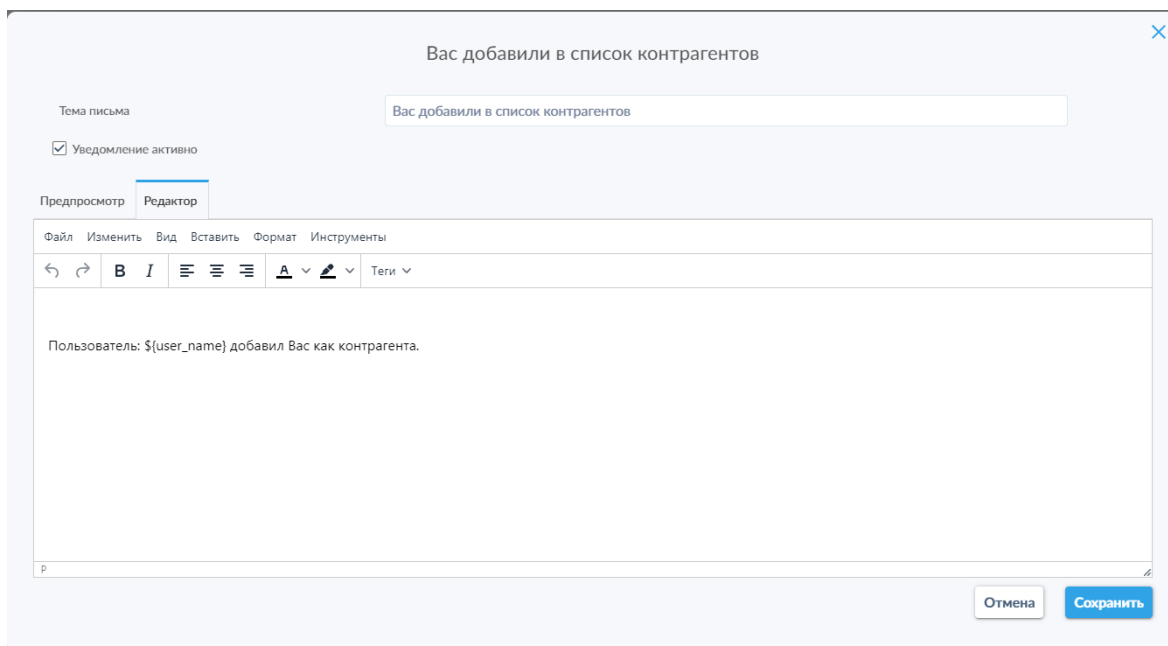 Вас добавили в список контрагентов
Тема письма
Вас добавили в список контрагентов
Уведомление активно
Предпросмотр Редактор
Файл Изменить Вид Вставить Формат Инструменты
B I A Теги
Пользователь: ${user_name} добавил Вас как контрагента.
P
Отмена Сохранить